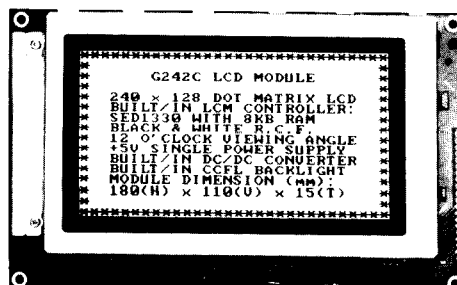 ************************************
G242C LCD MODULE
240 x 128 DOT MATRIX LCD
BUILT/IN LCM CONTROLLER:
SED1330 WITH 8KB RAM
BLACK & WHITE R.C.F.
12 O'CLOCK VIEWING ANGLE
+5V SINGLE POWER SUPPLY
BUILT/IN DC/DC CONVERTER
BUILT/IN CCFL BACKLIGHT
MODULE DIMENSION (mm):
180(H) x 110(V) x 15(T)
************************************